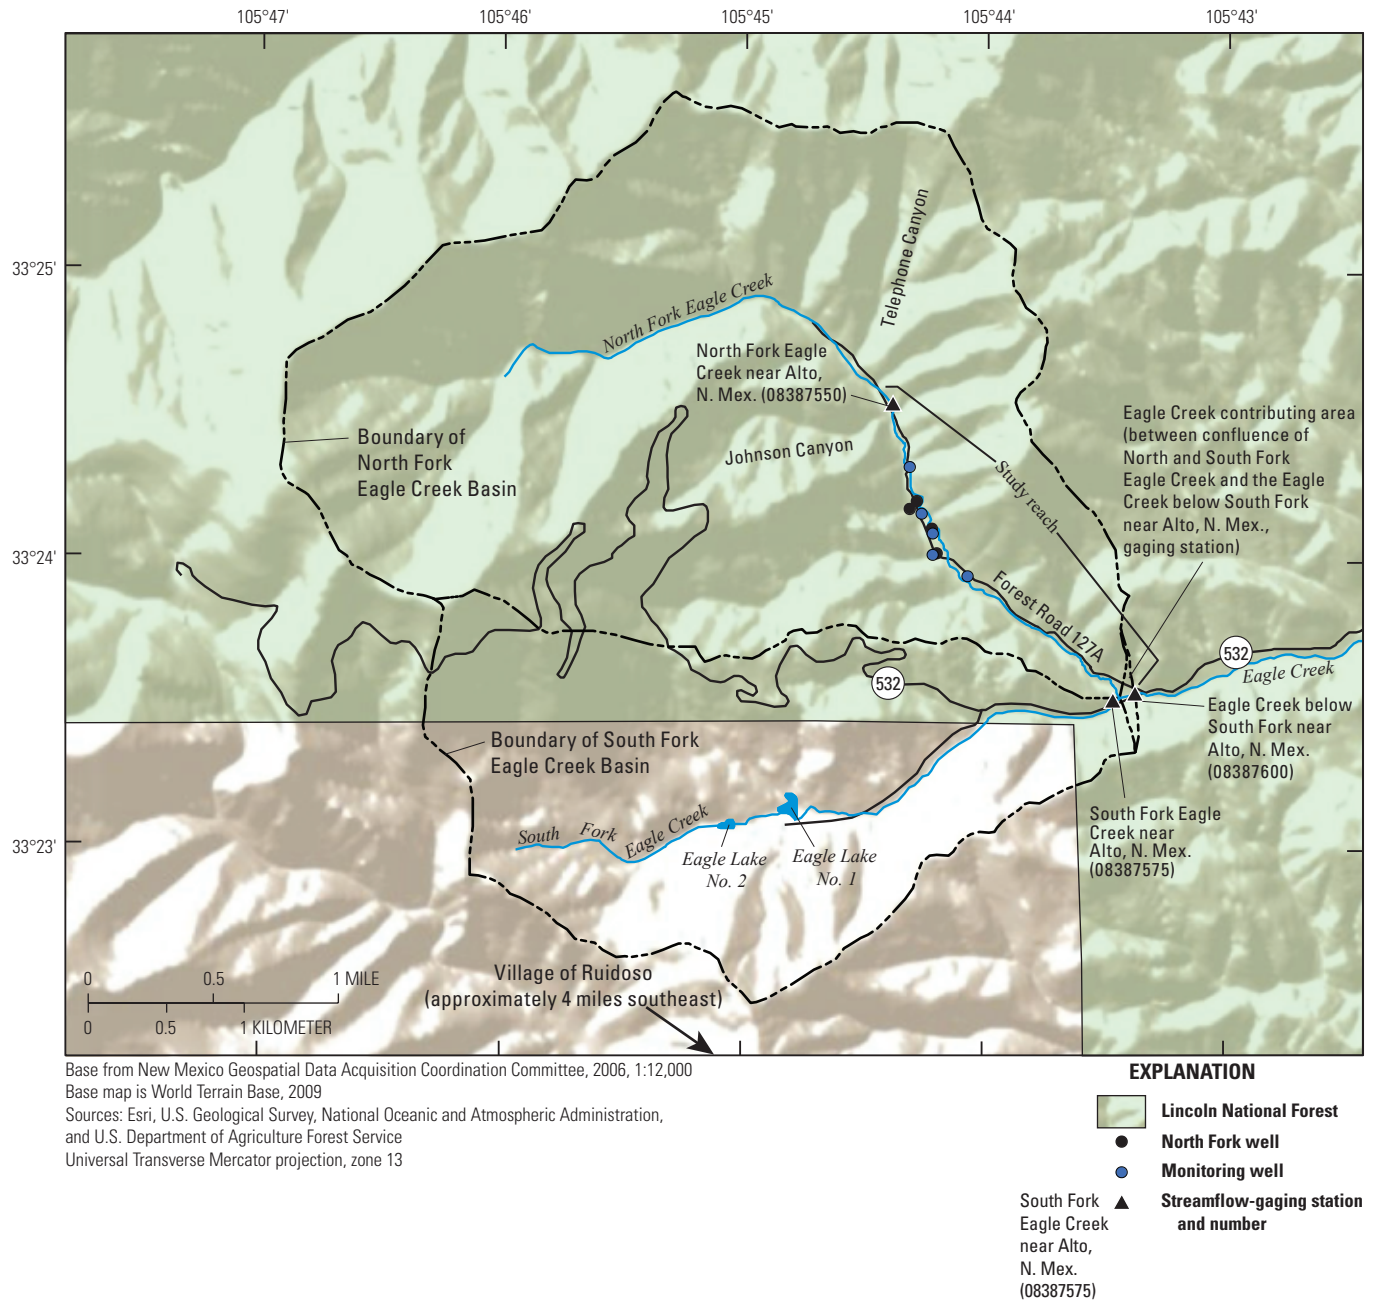 105°47'
105°46'
105°45'
105°44'
105°43'
33°25'
33°24'
33°23'
Telephone Canyon
North Fork Eagle Creek
North Fork Eagle
Creek near Alto,
N. Mex. (08387550)
Eagle Creek contributing area
(between confluence of
North and South Fork
Eagle Creek and the Eagle
Creek below South Fork
near Alto, N. Mex.,
gaging station)
Boundary of
North Fork
Eagle Creek Basin
Johnson Canyon
Study reach
Forest Road 127A
532
Eagle Creek
532
Eagle Creek below
South Fork near
Alto, N. Mex.
(08387600)
Boundary of South Fork
Eagle Creek Basin
South Fork Eagle Creek
Eagle Lake
No. 2
Eagle Lake
No. 1
South Fork Eagle
Creek near
Alto, N. Mex.
(08387575)
Village of Ruidoso
(approximately 4 miles southeast)
0 0.5 1 MILE
0 0.5 1 KILOMETER
Base from New Mexico Geospatial Data Acquisition Coordination Committee, 2006, 1:12,000
Base map is World Terrain Base, 2009
Sources: Esri, U.S. Geological Survey, National Oceanic and Atmospheric Administration,
and U.S. Department of Agriculture Forest Service
Universal Transverse Mercator projection, zone 13
EXPLANATION
Lincoln National Forest
North Fork well
Monitoring well
Streamflow-gaging station
and number
South Fork
Eagle Creek
near Alto,
N. Mex.
(08387575)